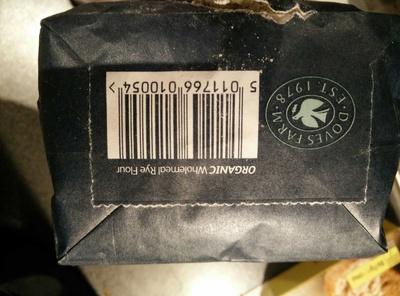 ORGANIC Wholemeal Rye Flour
5 011766 010054 >
DOVES FARM • EST. 1978 •